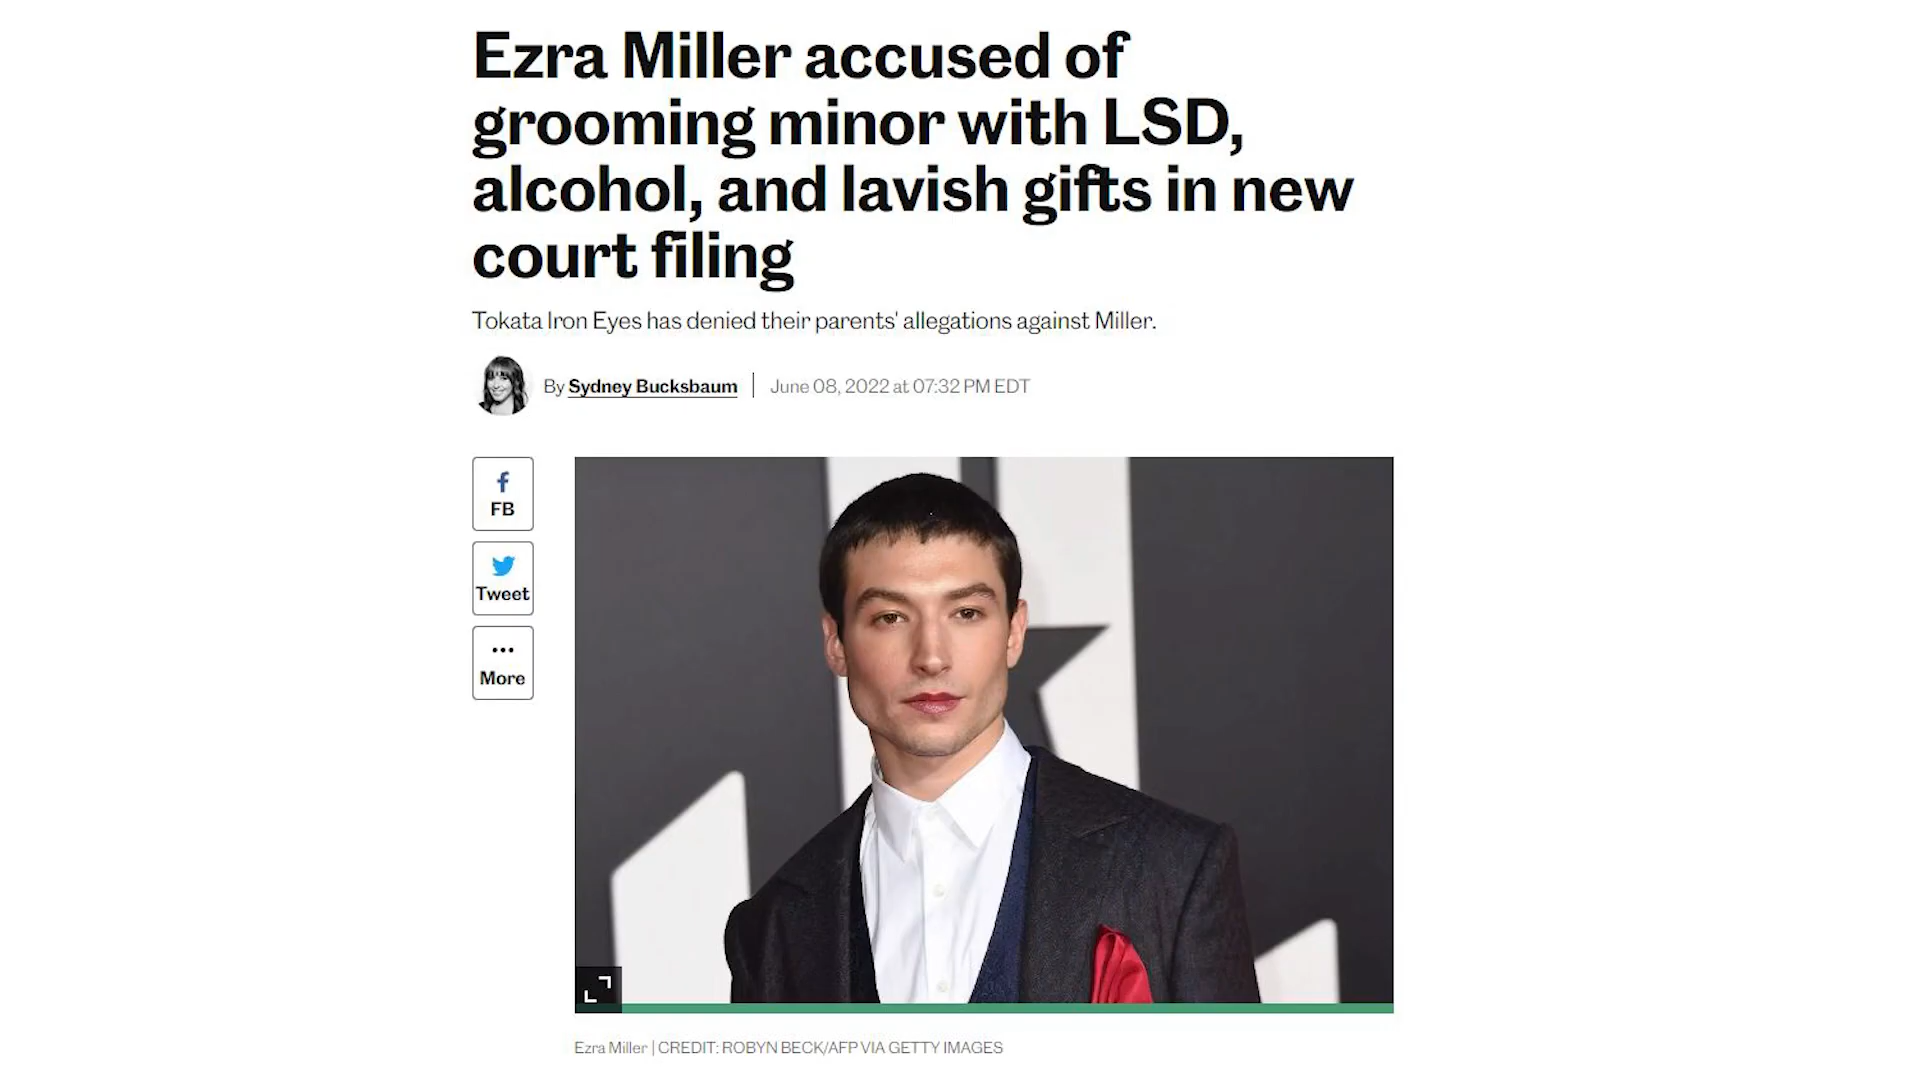 Ezra Miller accused of
grooming minor with LSD,
alcohol, and lavish gifts in new
court filing
Tokata Iron Eyes has denied their parents' allegations against Miller.
By Sydney Bucksbaum | June 08, 2022 at 07:32 PM EDT
FB
Tweet
More
Ezra Miller | CREDIT: ROBYN BECK/AFP VIA GETTY IMAGES